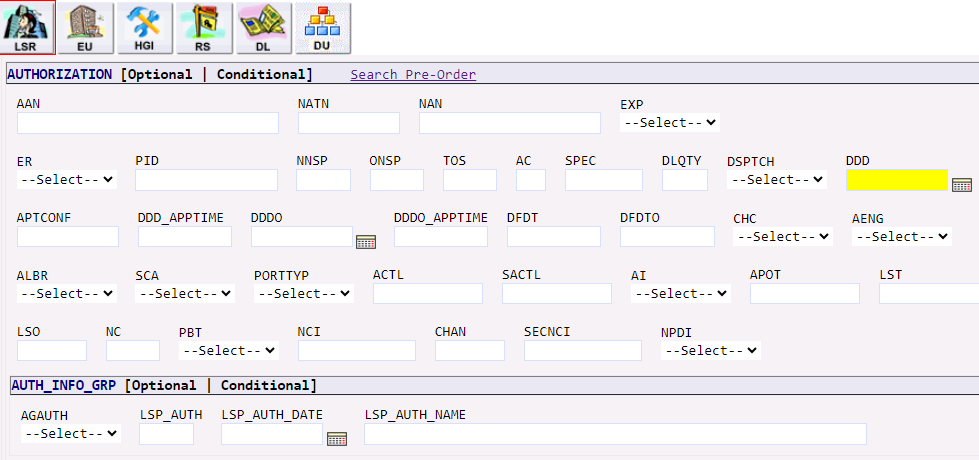 LSR EU HGI RS DL DU
AUTHORIZATION [Optional | Conditional] Search Pre-Order
AAN NATN NAN EXP
--Select--
ER PID NNSP ONSP TOS AC SPEC DLQTY DSPTCH DDD
--Select-- --Select--
APTCONF DDD_APPTIME DDDO DDDO_APPTIME DFDT DFDTO CHC AENG
--Select-- --Select--
ALBR SCA PORTTYP ACTL SACTL AI APOT LST
--Select-- --Select-- --Select-- --Select--
LSO NC PBT NCI CHAN SECNCI NPDI
--Select-- --Select--
AUTH_INFO_GRP [Optional | Conditional]
AGAUTH LSP_AUTH LSP_AUTH_DATE LSP_AUTH_NAME
--Select--